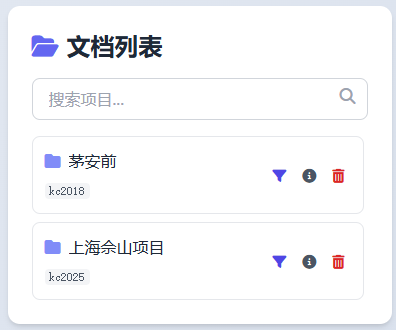 文档列表
搜索项目...
茅安前
kc2018
上海佘山项目
kc2025